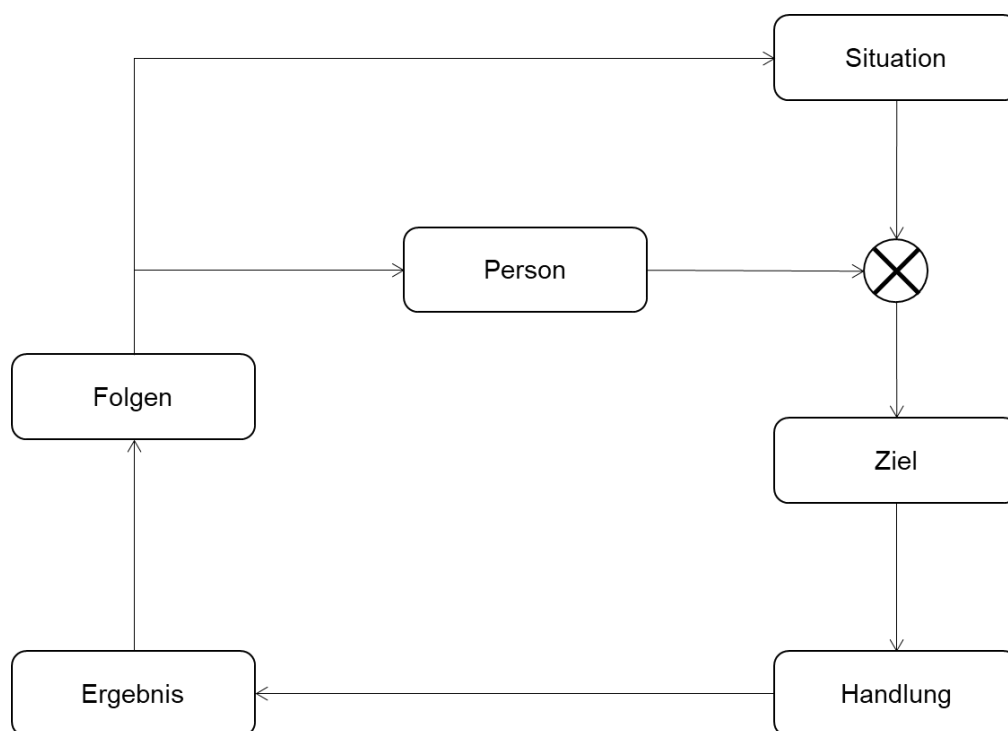 Situation
Person
Folgen
Ziel
Ergebnis
Handlung